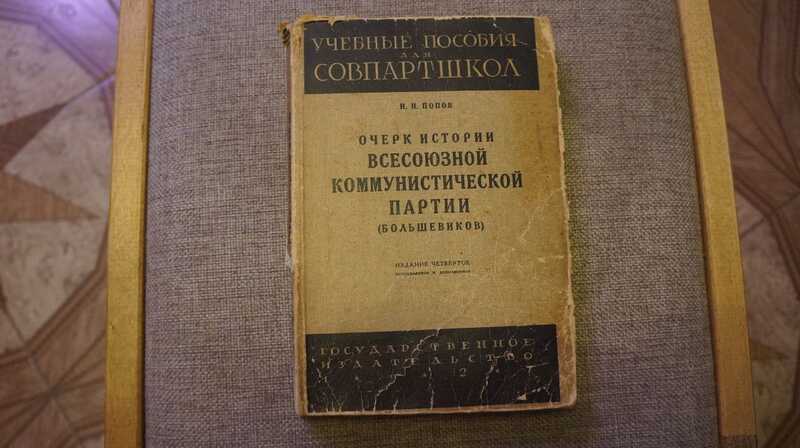 УЧЕБНЫЕ ПОСОБИЯ
ДЛЯ
СОВПАРТШКОЛ
Н. Н. ПОПОВ
ОЧЕРК ИСТОРИИ
ВСЕСОЮЗНОЙ
КОММУНИСТИЧЕСКОЙ
ПАРТИИ
(БОЛЬШЕВИКОВ)
ИЗДАНИЕ ЧЕТВЕРТОЕ
ГОСУДАРСТВЕННОЕ
ИЗДАТЕЛЬСТВО